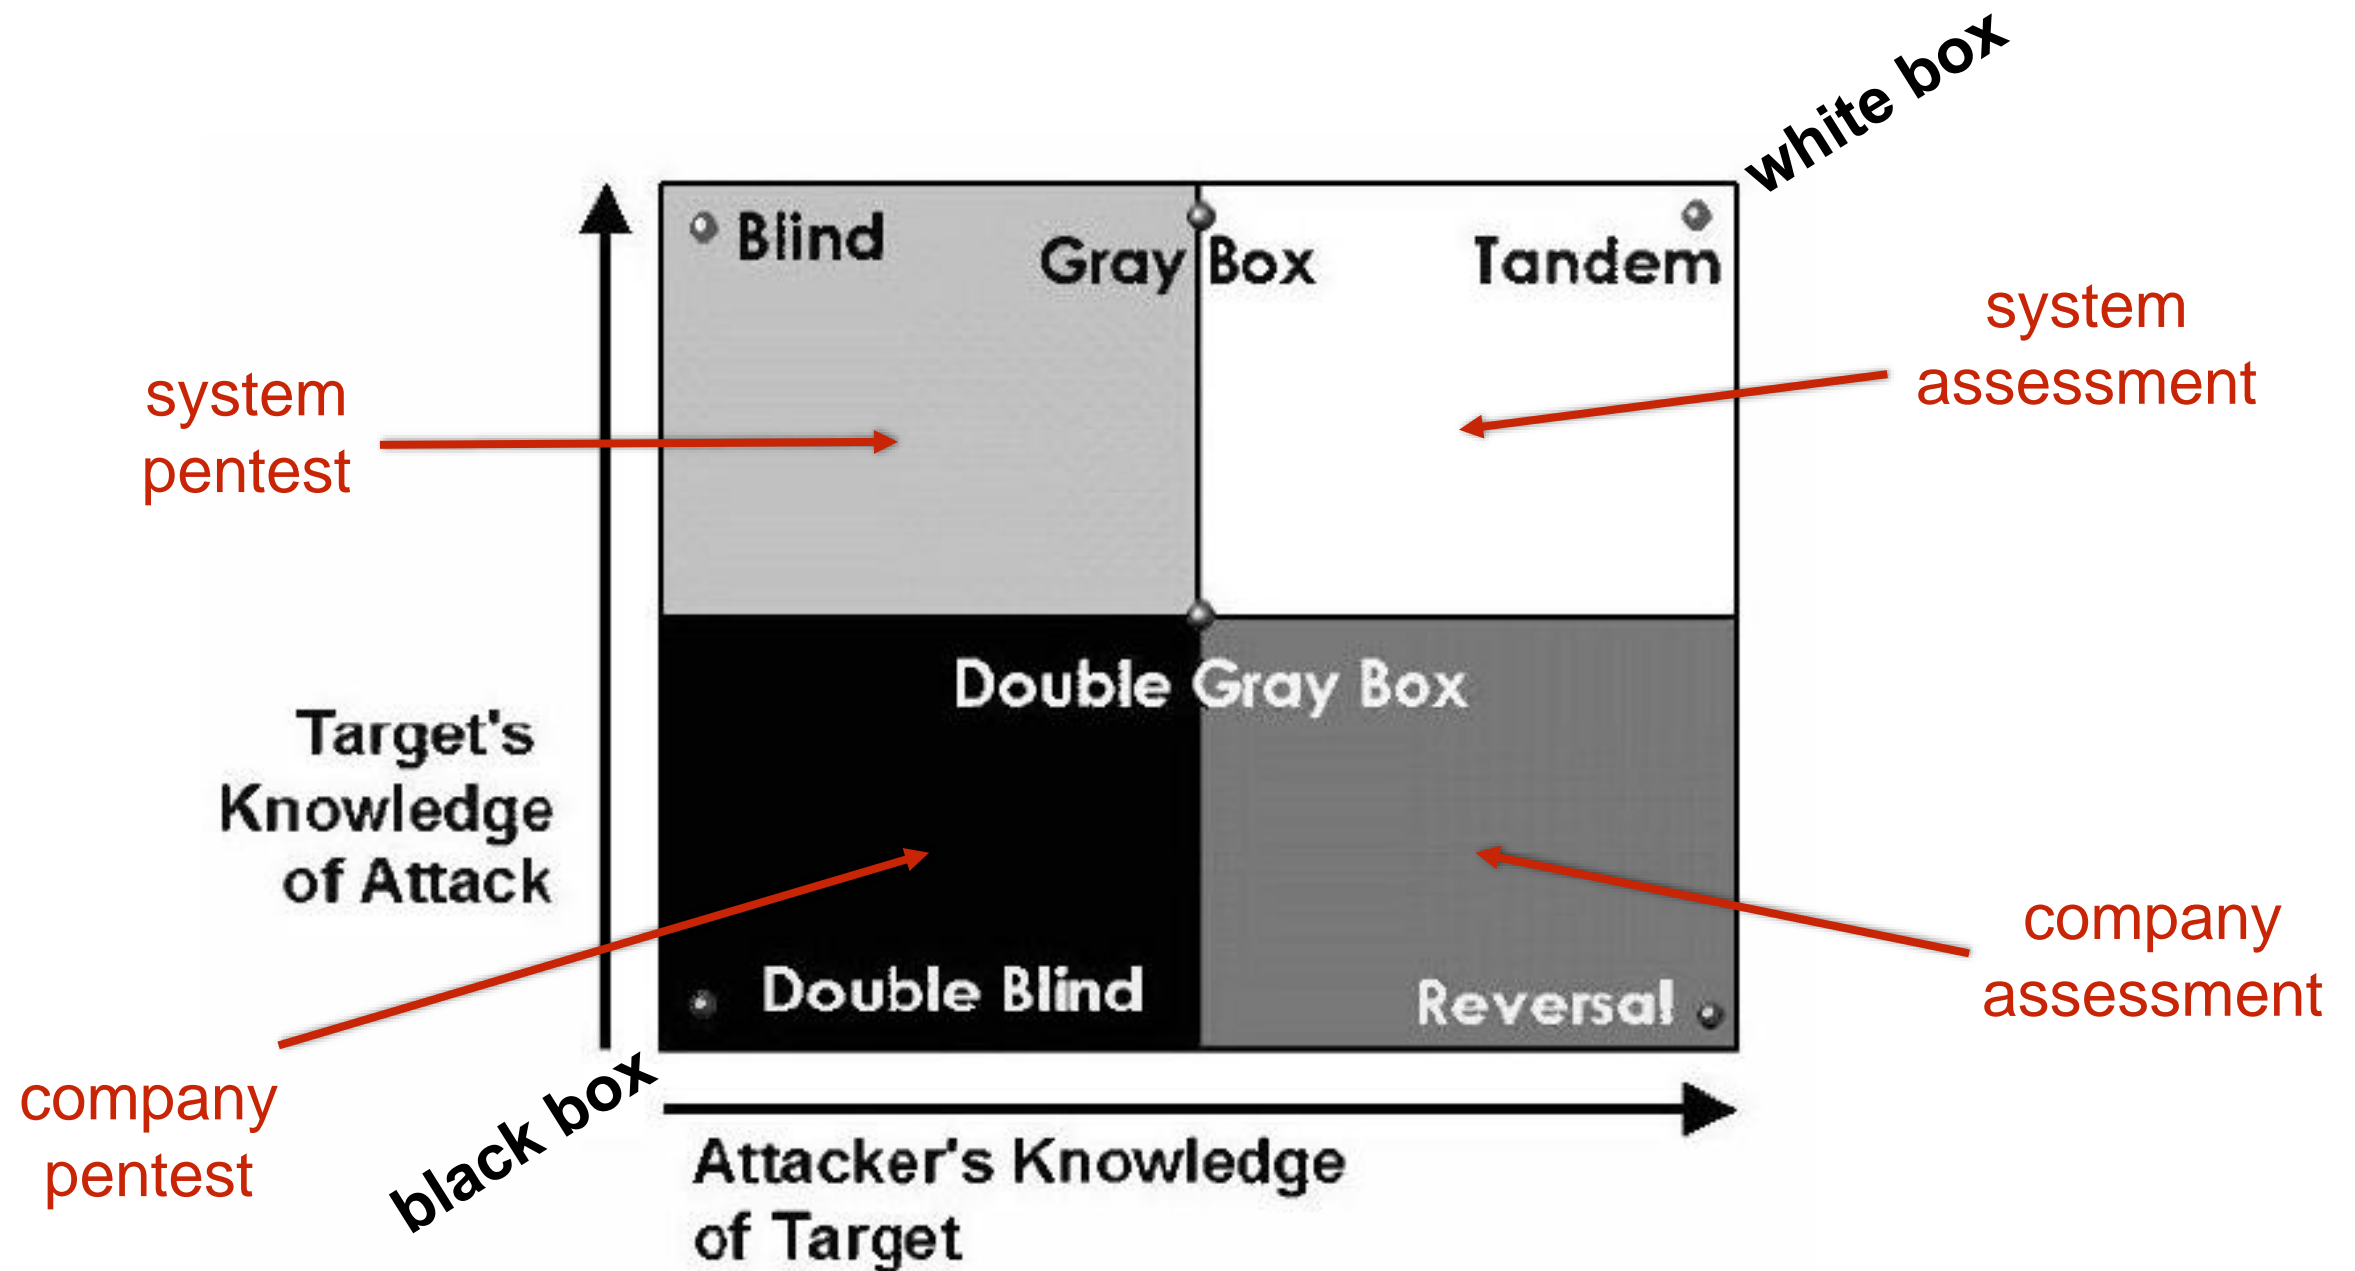 white box
Blind
Gray Box
Tandem
system
assessment
system
pentest
Double Gray Box
Target's
Knowledge
of Attack
company
assessment
Double Blind
Reversal
company
pentest
black box
Attacker's Knowledge
of Target